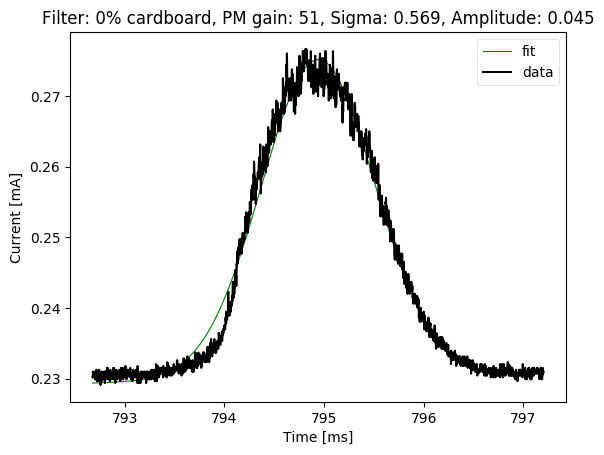 Filter: 0% cardboard, PM gain: 51, Sigma: 0.569, Amplitude: 0.045
fit
data
0.27
0.26
0.25
0.24
0.23
Current [mA]
793
794
795
796
797
Time [ms]